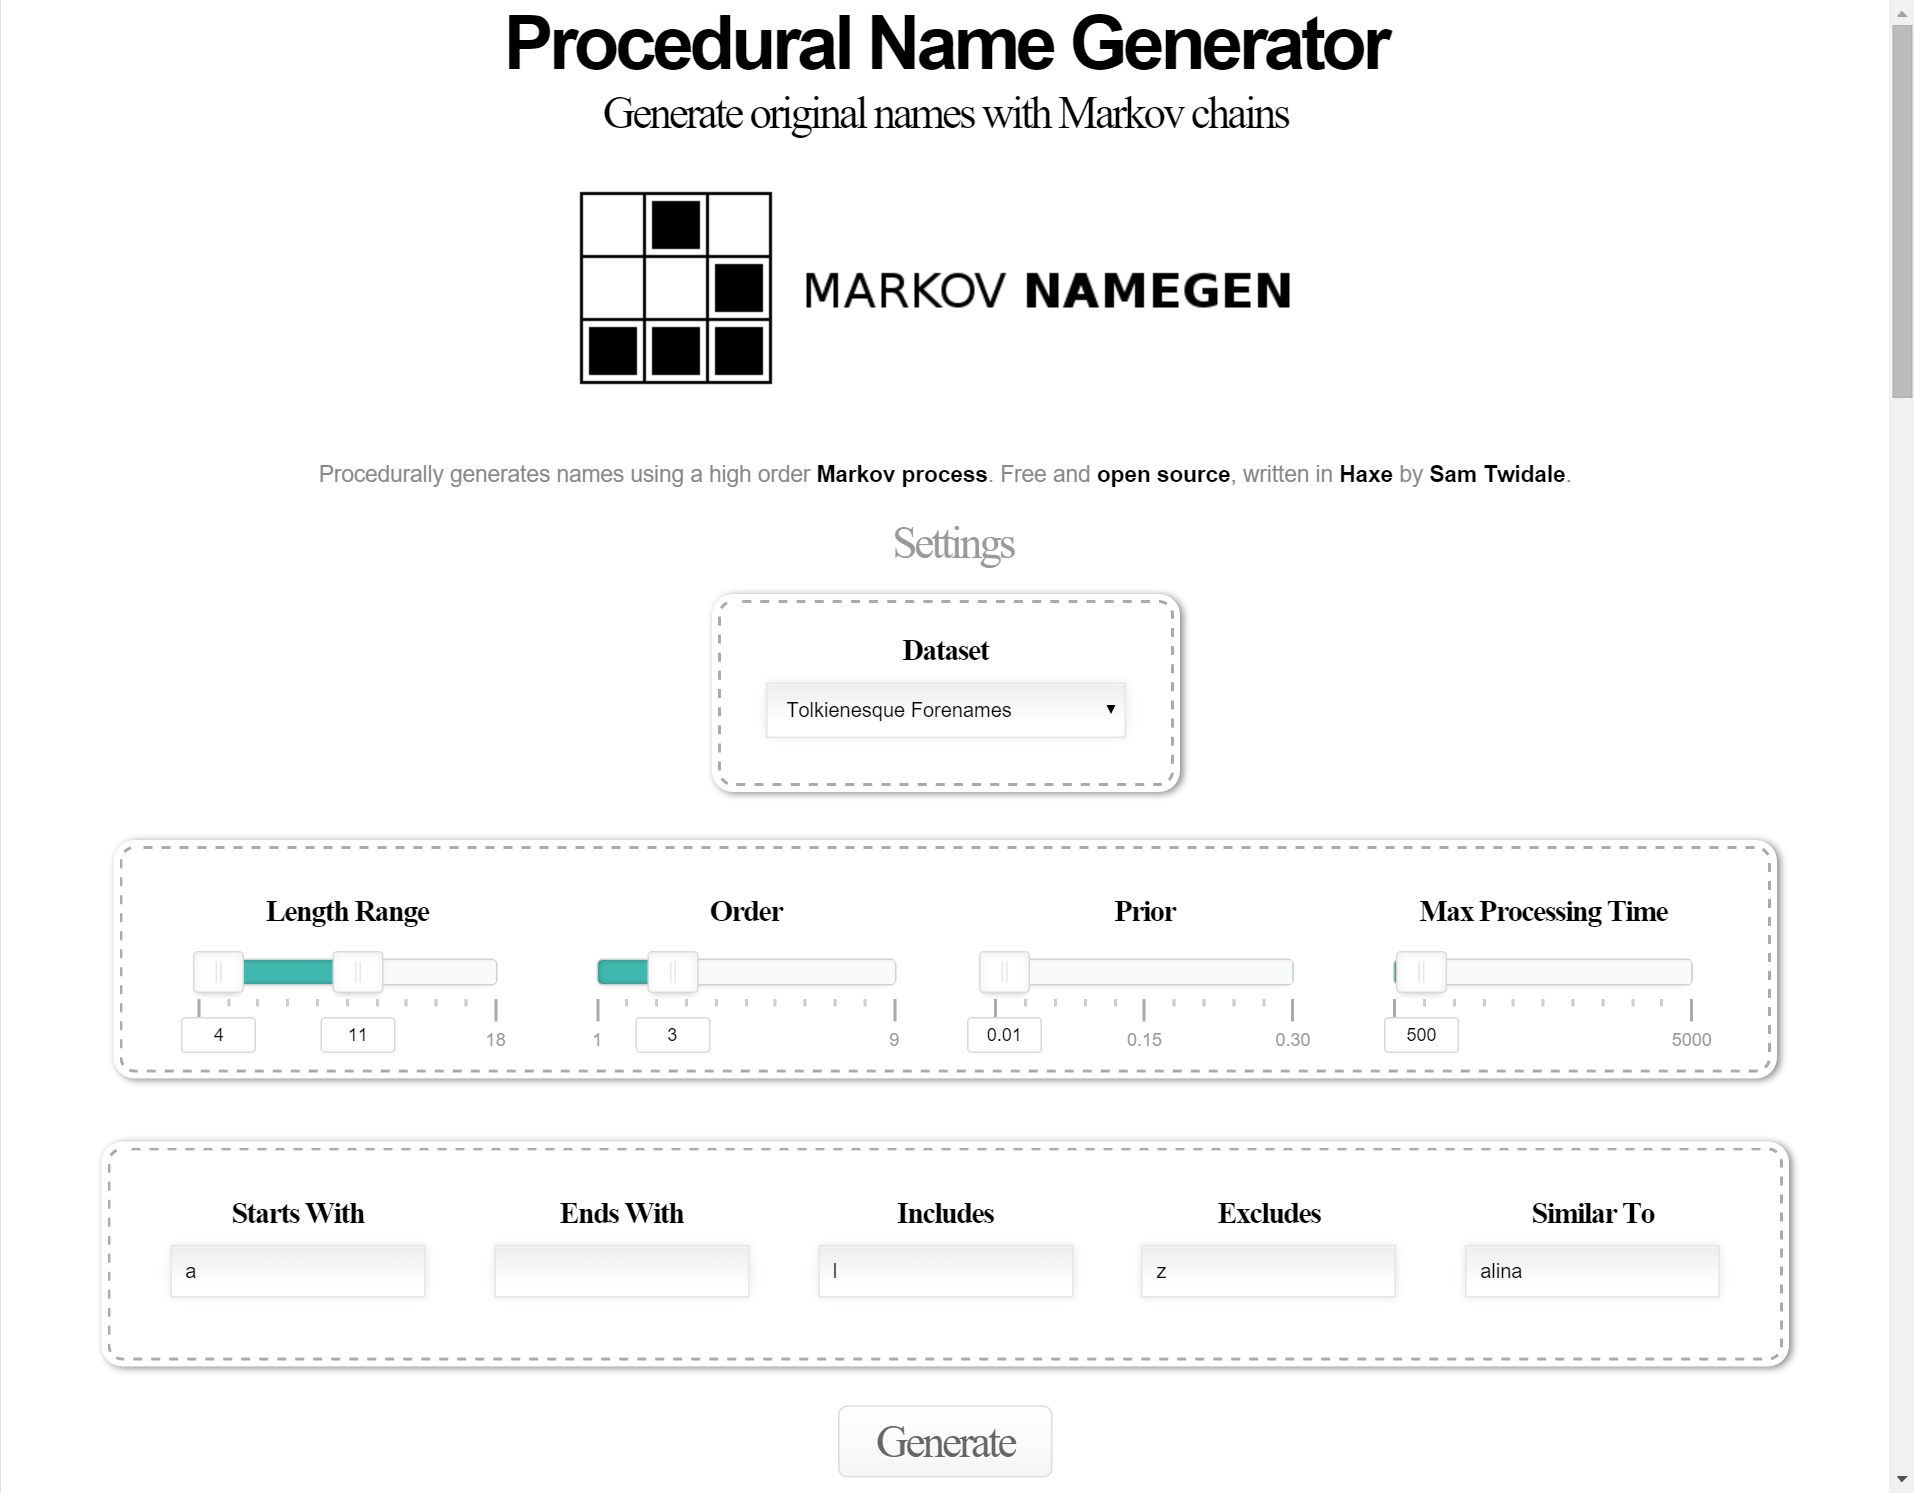 Procedural Name Generator
Generate original names with Markov chains
MARKOV NAMEGEN
Procedurally generates names using a high order Markov process. Free and open source, written in Haxe by Sam Twidale.
Settings
Dataset
Tolkienesque Forenames
Length Range Order Prior Max Processing Time
4 11 18 1 3 9 0.01 0.15 0.30 500 5000
Starts With Ends With Includes Excludes Similar To
a l z alina
Generate